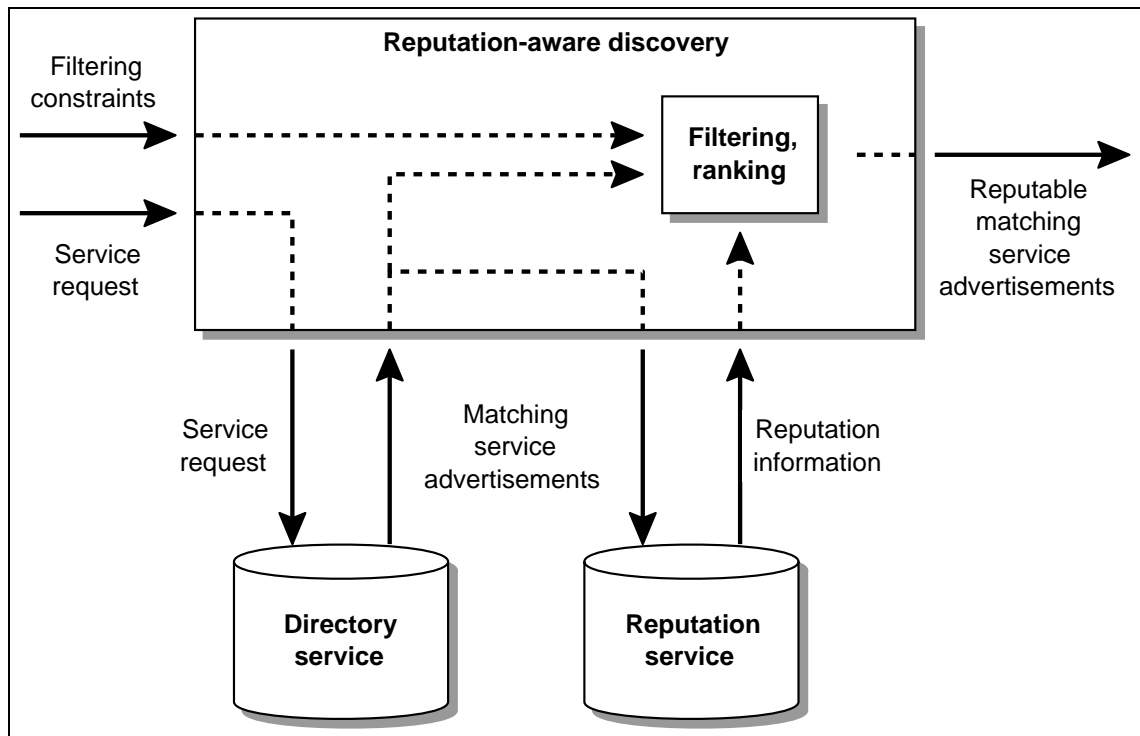 Reputation-aware discovery
Filtering
constraints
Filtering,
ranking
Service
request
Reputable
matching
service
advertisements
Service
request
Matching
service
advertisements
Reputation
information
Directory
service
Reputation
service